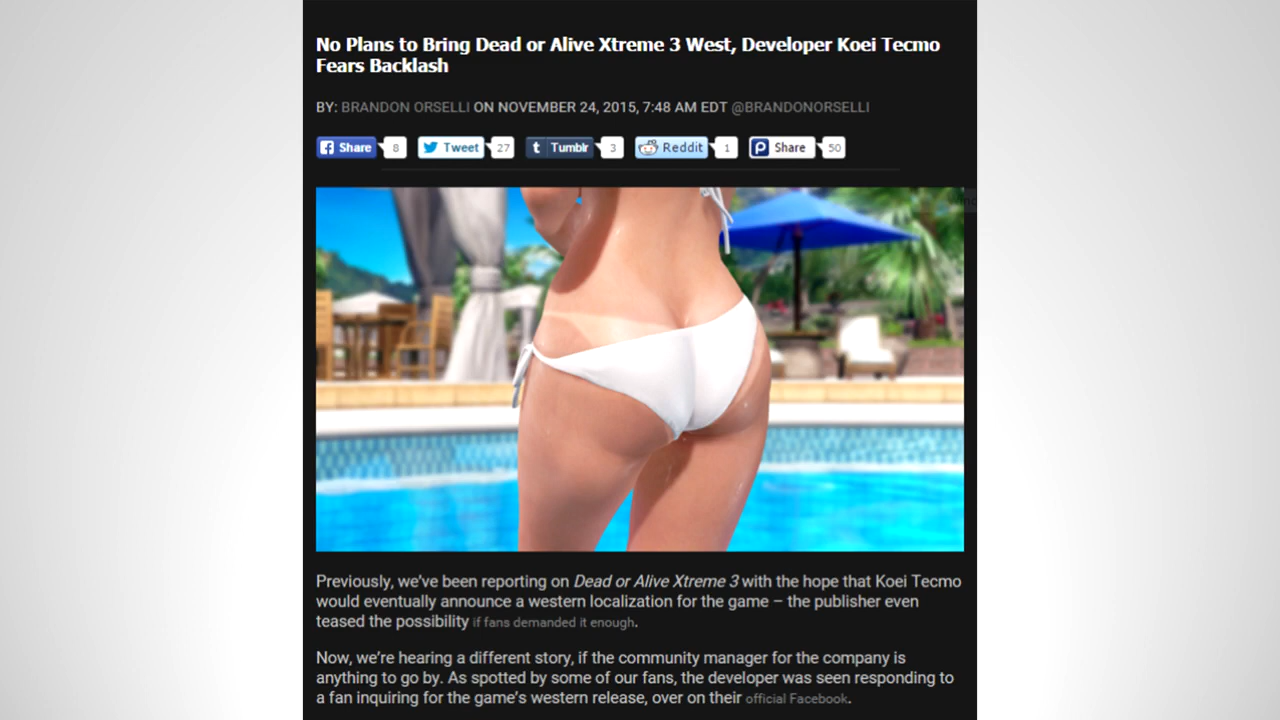 No Plans to Bring Dead or Alive Xtreme 3 West, Developer Koei Tecmo
Fears Backlash
BY: BRANDON ORSELLI ON NOVEMBER 24, 2015, 7:48 AM EDT @BRANDONORSELLI
Share 8 Tweet 27 t Tumblr 3 Reddit 1 Share 50
Previously, we've been reporting on Dead or Alive Xtreme 3 with the hope that Koei Tecmo
would eventually announce a western localization for the game – the publisher even
teased the possibility if fans demanded it enough.
Now, we're hearing a different story, if the community manager for the company is
anything to go by. As spotted by some of our fans, the developer was seen responding to
a fan inquiring for the game's western release, over on their official Facebook.